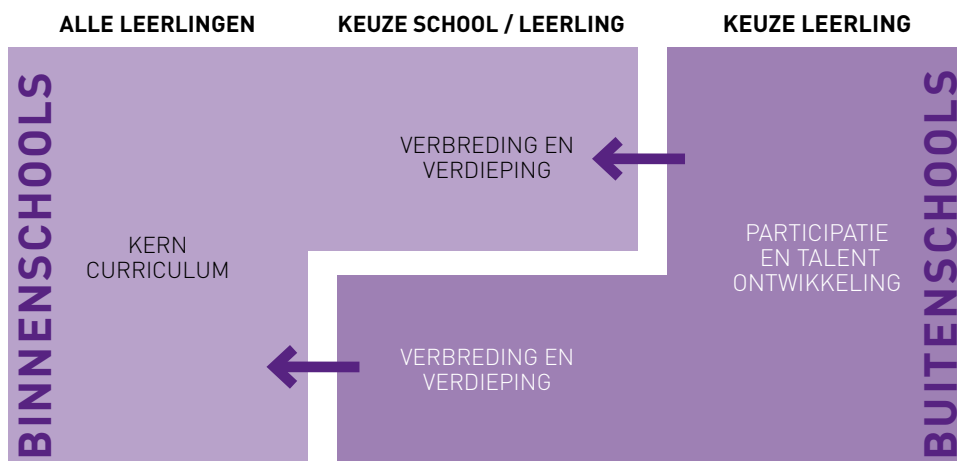 ALLE LEERLINGEN
KEUZE SCHOOL / LEERLING
KEUZE LEERLING
BINNENSCHOOLS
KERN
CURRICULUM
VERBREDING EN
VERDIEPING
VERBREDING EN
VERDIEPING
PARTICIPATIE
EN TALENT
ONTWIKKELING
BUITENSCHOOLS